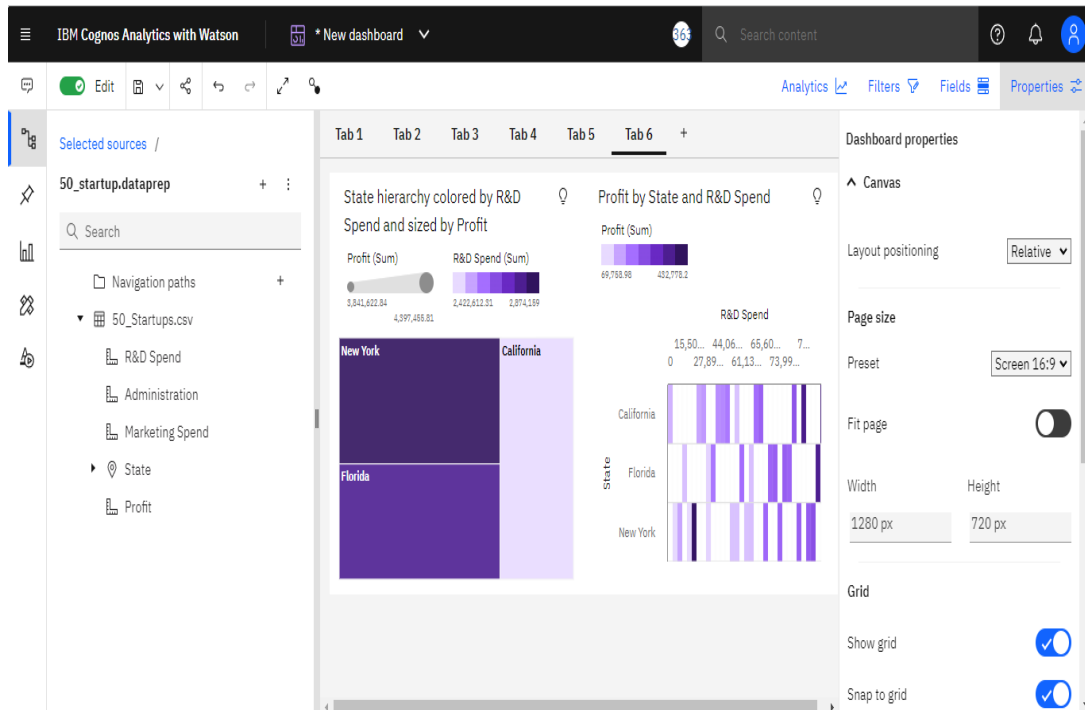 IBM Cognos Analytics with Watson
* New dashboard
363
Search content
Edit
Analytics
Filters
Fields
Properties
Selected sources /
50_startup.dataprep
Search
Navigation paths
50_Startups.csv
R&D Spend
Administration
Marketing Spend
State
Profit
Tab 1 Tab 2 Tab 3 Tab 4 Tab 5 Tab 6 +
State hierarchy colored by R&D
Spend and sized by Profit
Profit (Sum)
3,841,622.84
4,397,455.81
R&D Spend (Sum)
2,422,612.31 2,874,159
New York
California
Florida
Profit by State and R&D Spend
Profit (Sum)
69,758.98 432,778.2
R&D Spend
15,50... 44,06... 65,60... 7...
0 27,89... 61,13... 73,99...
State
California
Florida
New York
Dashboard properties
Canvas
Layout positioning Relative
Page size
Preset Screen 16:9
Fit page
Width Height
1280 px 720 px
Grid
Show grid
Snap to grid